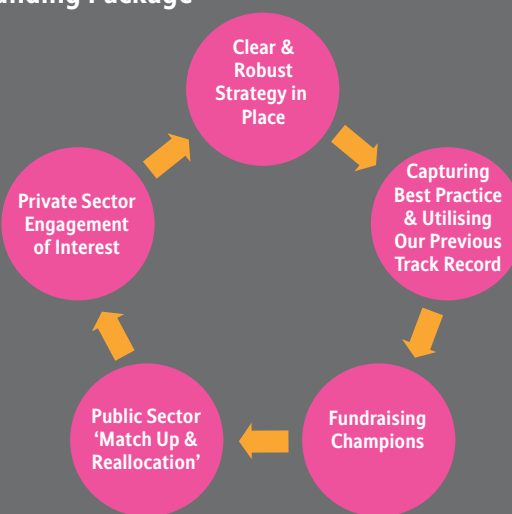 Package
Clear &
Robust
Strategy in
Place
Capturing
Best Practice
& Utilising
Our Previous
Track Record
Fundraising
Champions
Public Sector
‘Match Up &
Reallocation’
Private Sector
Engagement
of Interest